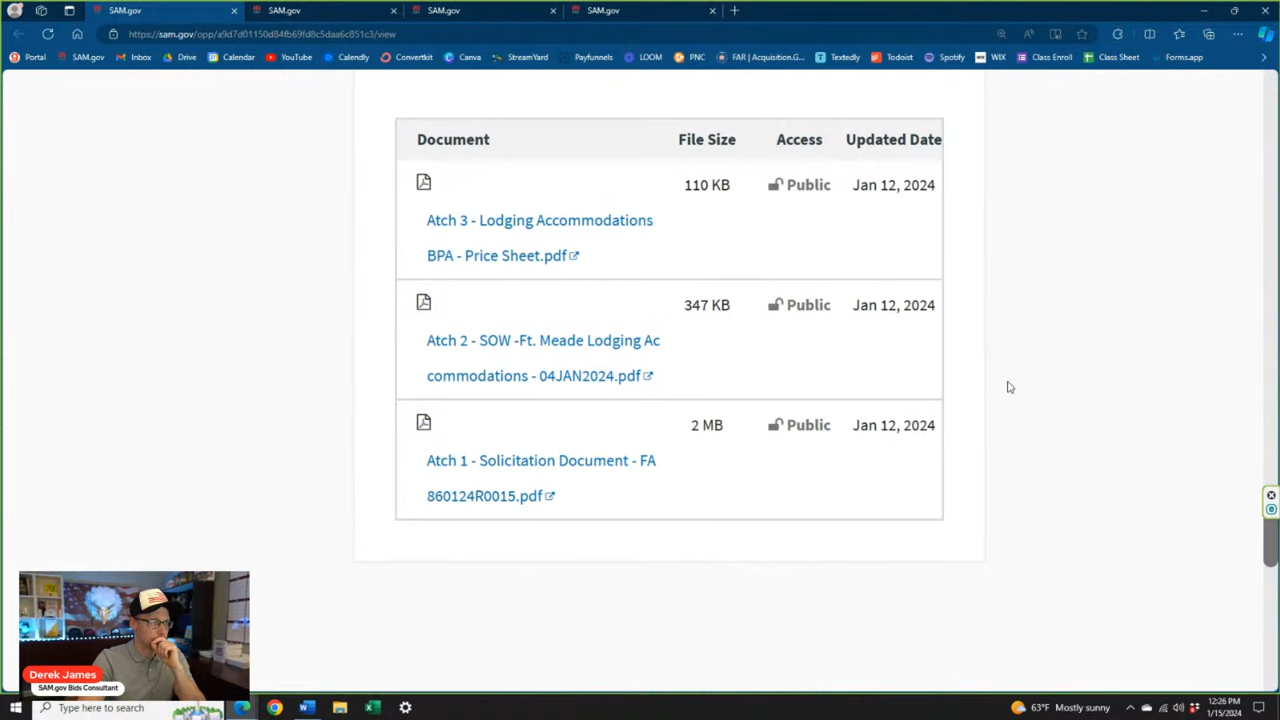 SAM.gov
SAM.gov
SAM.gov
SAM.gov
https://sam.gov/opp/a9d7d01150d84fb69fd8c5daa6c851c3/view
Portal
SAM.gov
Inbox
Drive
Calendar
YouTube
Calendly
Convertkit
Canva
StreamYard
Payfunnels
LOOM
PNC
FAR | Acquisition.G...
Textedly
Todoist
Spotify
WIX
Class Enroll
Class Sheet
Forms.app
Document File Size Access Updated Date
110 KB Public Jan 12, 2024
Atch 3 - Lodging Accommodations
BPA - Price Sheet.pdf
347 KB Public Jan 12, 2024
Atch 2 - SOW -Ft. Meade Lodging Ac
commodations - 04JAN2024.pdf
2 MB Public Jan 12, 2024
Atch 1 - Solicitation Document - FA
860124R0015.pdf
Derek James
SAM.gov Bids Consultant
Type here to search
63°F Mostly sunny
12:26 PM
1/15/2024